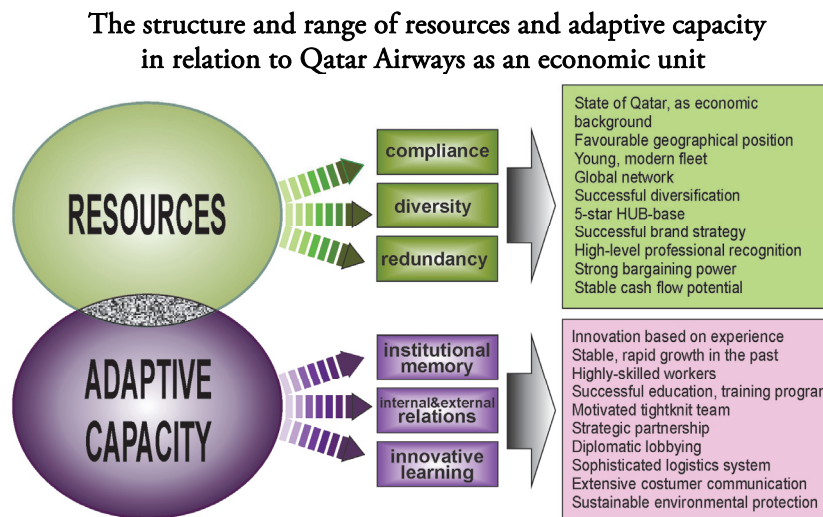 The structure and range of resources and adaptive capacity
in relation to Qatar Airways as an economic unit
RESOURCES
compliance
diversity
redundancy
State of Qatar, as economic
background
Favourable geographical position
Young, modern fleet
Global network
Successful diversification
5-star HUB-base
Successful brand strategy
High-level professional recognition
Strong bargaining power
Stable cash flow potential
ADAPTIVE
CAPACITY
institutional
memory
internal&external
relations
innovative
learning
Innovation based on experience
Stable, rapid growth in the past
Highly-skilled workers
Successful education, training program
Motivated tightknit team
Strategic partnership
Diplomatic lobbying
Sophisticated logistics system
Extensive costumer communication
Sustainable environmental protection